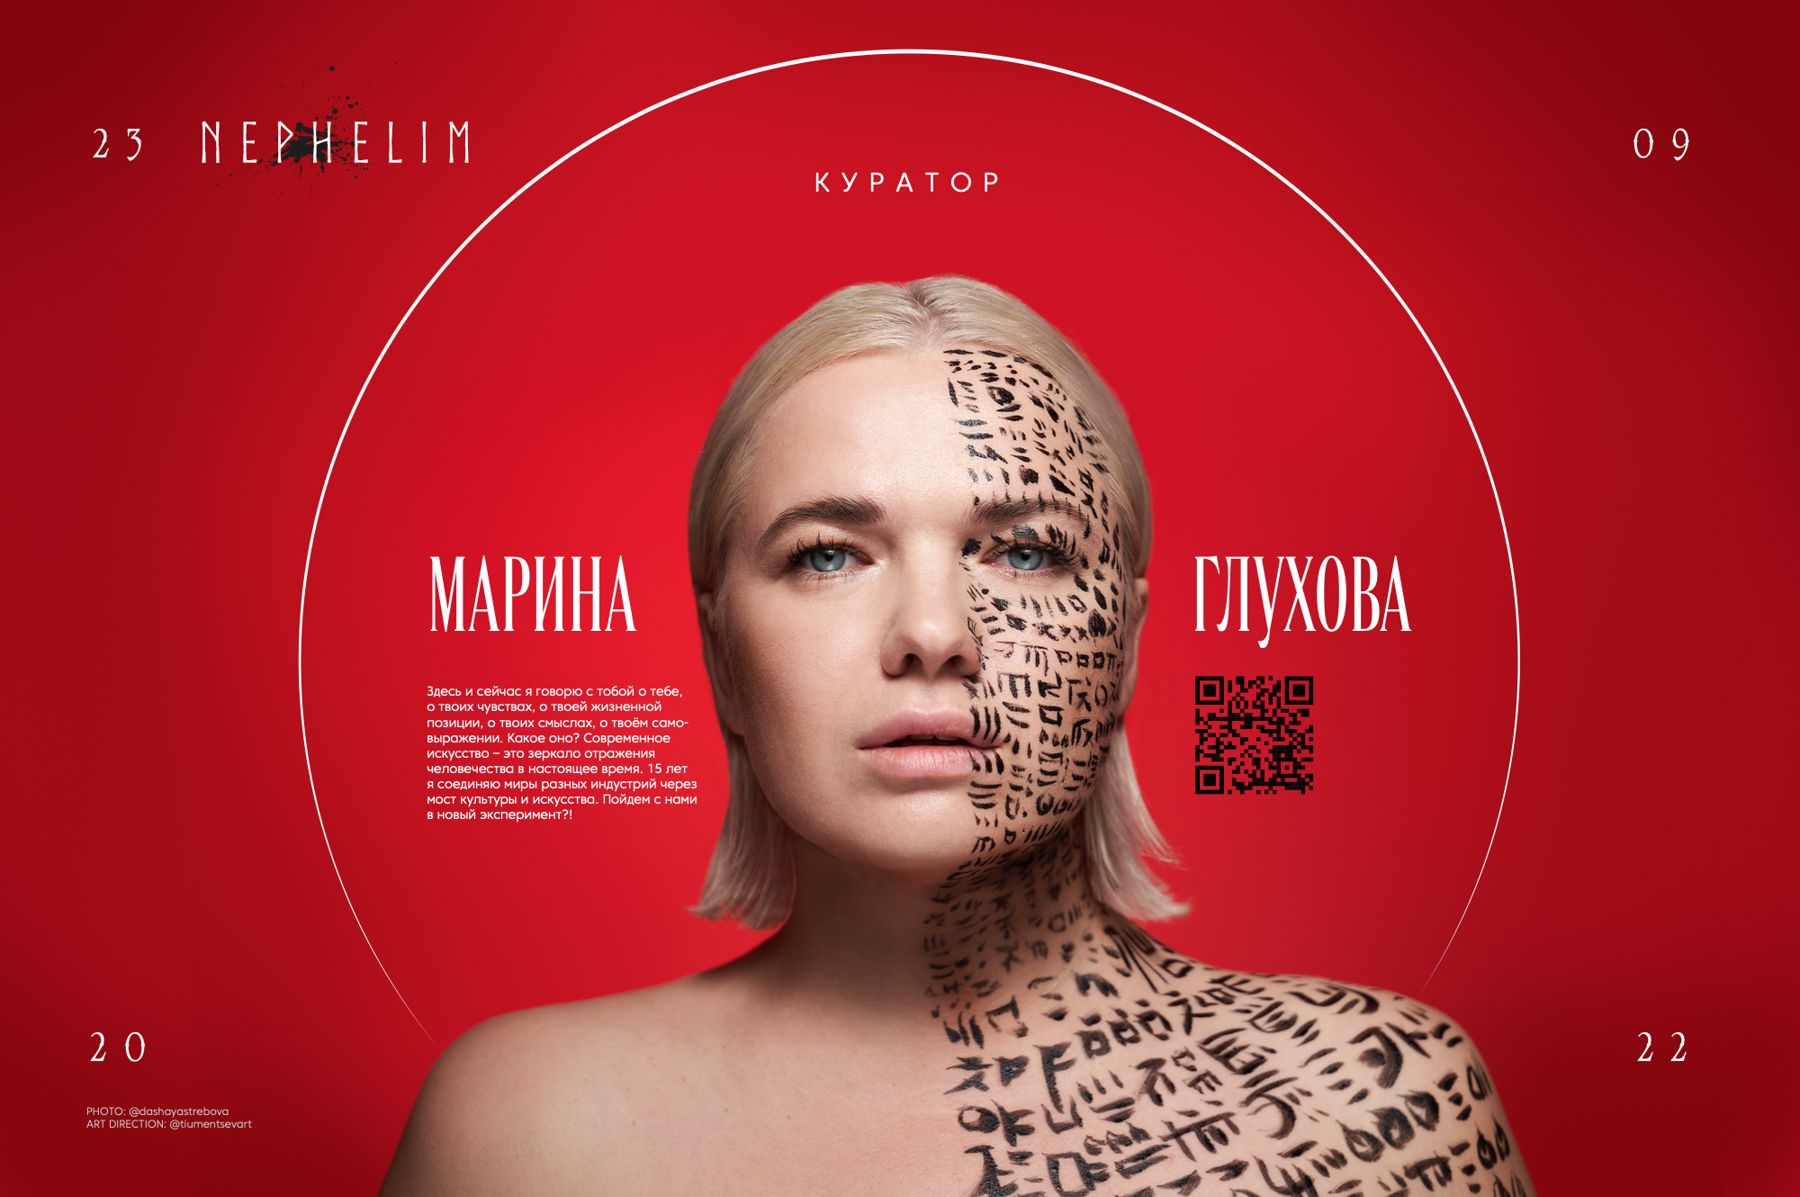 23 NEPHELIM
09
КУРАТОР
МАРИНА
ГЛУХОВА
Здесь и сейчас я говорю с тобой о тебе,
о твоих чувствах, о твоей жизненной
позиции, о твоих смыслах, о твоём само-
выражении. Какое оно? Современное
искусство – это зеркало отражения
человечества в настоящее время. 15 лет
я соединяю миры разных индустрий через
мост культуры и искусства. Пойдем с нами
в новый эксперимент?!
20
22
PHOTO: @dashayastrebova
ART DIRECTION: @tiumentsevart